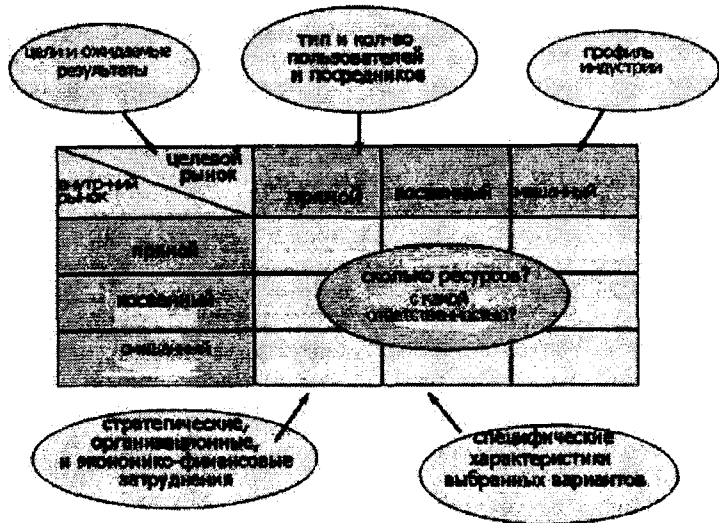 цели и ожидаемые
результаты
тип и кол-во
пользователей
и посредников
профиль
индустрии
целевой
рынок
внутр-ний
рынок
прямой
косвенный
смешанный
прямой
косвенный
смешанный
сколько ресурсов?
с какой
ответственностью?
стратегические,
организационные,
и экономико-финансовые
затруднения
специфические
характеристики
выбранных вариантов